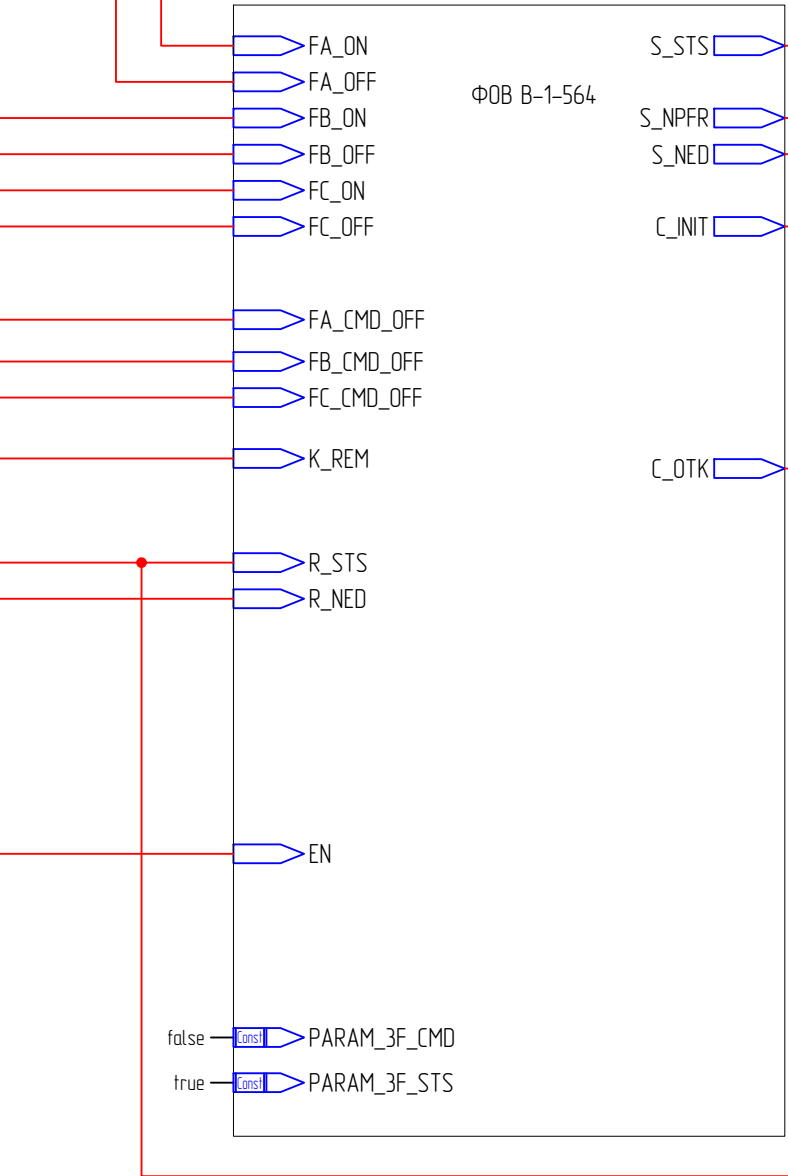 FA_ON
S_STS
FA_OFF
ФОВ В-1-564
FB_ON
S_NPFR
FB_OFF
S_NED
FC_ON
FC_OFF
C_INIT
FA_CMD_OFF
FB_CMD_OFF
FC_CMD_OFF
K_REM
C_OTK
R_STS
R_NED
EN
false Const PARAM_3F_CMD
true Const PARAM_3F_STS